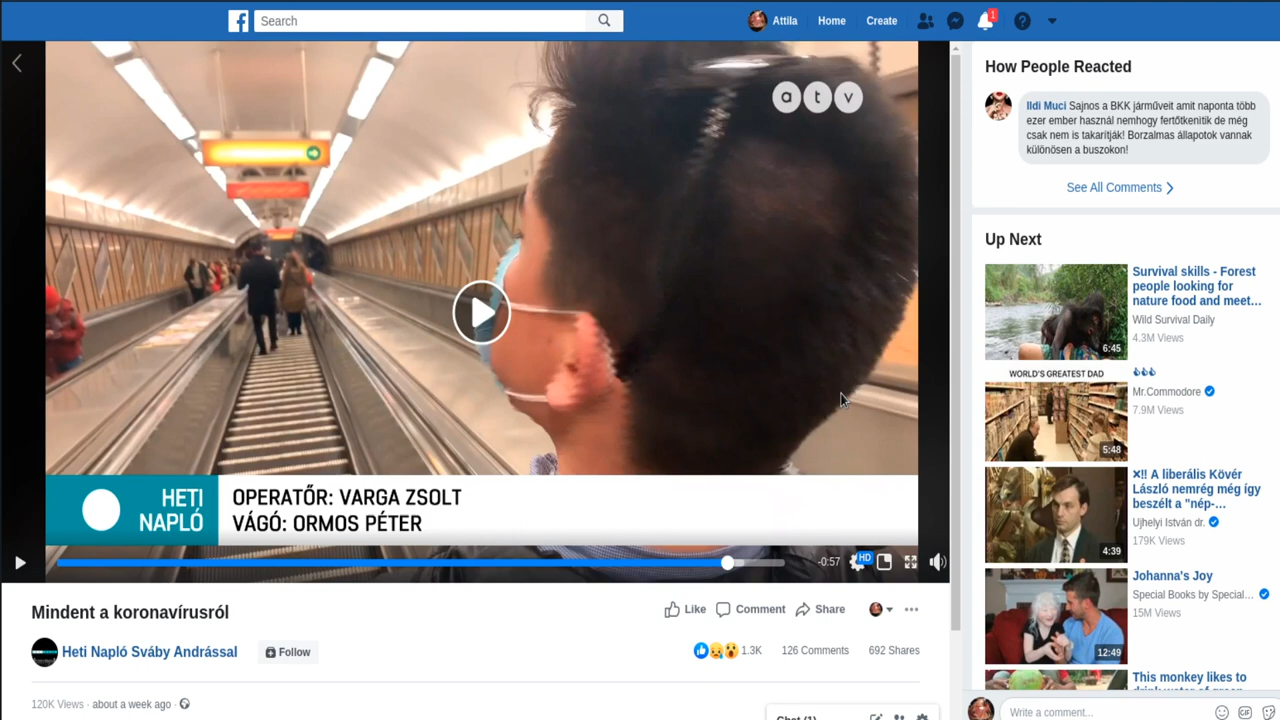 Search
Attila
Home
Create
1
a t v
HETI
NAPLÓ
OPERATŐR: VARGA ZSOLT
VÁGÓ: ORMOS PÉTER
-0:57
HD
Mindent a koronavírusról
Like
Comment
Share
Heti Napló Sváby Andrással
Follow
1.3K
126 Comments
692 Shares
120K Views · about a week ago ·
How People Reacted
Ildi Muci Sajnos a BKK járműveit amit naponta több
ezer ember használ nemhogy fertőtkenitik de még
csak nem is takarítják! Borzalmas állapotok vannak
különösen a buszokon!
See All Comments
Up Next
Survival skills - Forest
people looking for
nature food and meet...
Wild Survival Daily
4.3M Views
6:45
WORLD'S GREATEST DAD
Mr.Commodore
7.9M Views
5:48
❌‼ A liberális Kövér
László nemrég még így
beszélt a "nép-...
Ujhelyi István dr.
179K Views
4:39
Johanna's Joy
Special Books by Special...
15M Views
12:49
This monkey likes to
Chat (1)
Write a comment...
GIF